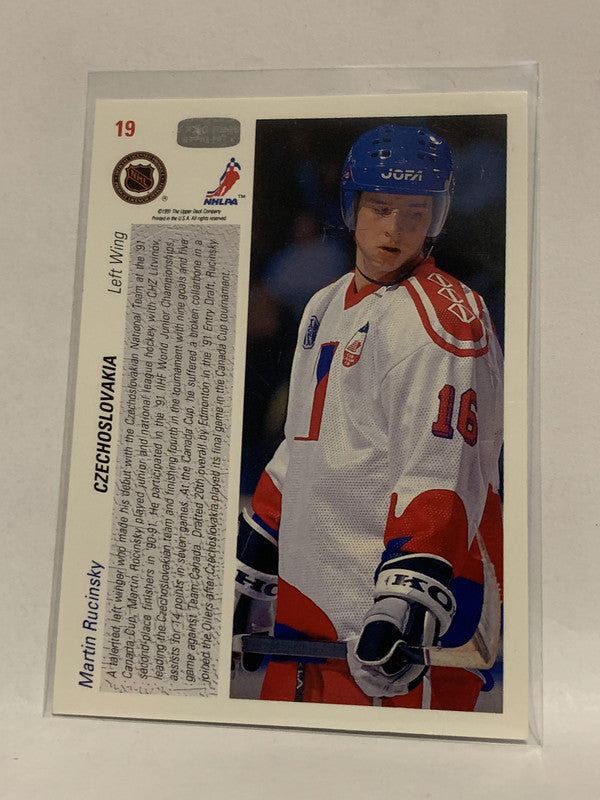 19
NHL
®
NHLPA
TM
©1991 The Upper Deck Company
Printed in the U.S.A. All rights reserved.
Martin Rucinsky
CZECHOSLOVAKIA
Left Wing
A talented left winger who made his debut with the Czechoslovakian National Team at the '91
Canada Cup, Martin Rucinsky played junior and national league hockey with CHZ Litvinov,
second-place finishers in '90-91. He participated in the '91 IIHF World Junior Championships,
leading the Czechoslovakian team and finishing fourth in the tournament with nine goals and five
assists for 14 points in seven games. At the Canada Cup, he suffered a broken collarbone in a
game against Team Canada. Drafted 20th overall by Edmonton in the '91 Entry Draft, Rucinsky
joined the Oilers after Czechoslovakia played its final game in the Canada Cup tournament.
JOFA
16
KO